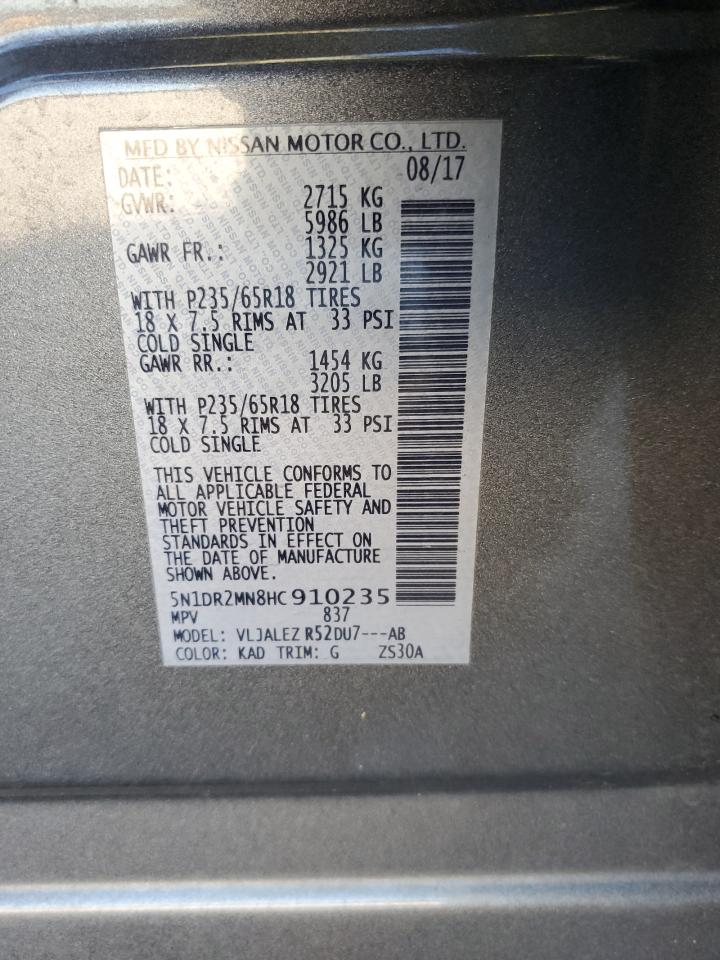 MFD BY NISSAN MOTOR CO., LTD.
DATE: 08/17
GVWR: 2715 KG
5986 LB
GAWR FR.: 1325 KG
2921 LB
WITH P235/65R18 TIRES
18 X 7.5 RIMS AT 33 PSI
COLD SINGLE
GAWR RR.: 1454 KG
3205 LB
WITH P235/65R18 TIRES
18 X 7.5 RIMS AT 33 PSI
COLD SINGLE
THIS VEHICLE CONFORMS TO
ALL APPLICABLE FEDERAL
MOTOR VEHICLE SAFETY AND
THEFT PREVENTION
STANDARDS IN EFFECT ON
THE DATE OF MANUFACTURE
SHOWN ABOVE.
5N1DR2MN8HC910235
MPV 837
MODEL: VLJALEZ R52DU7---AB
COLOR: KAD TRIM: G ZS30A